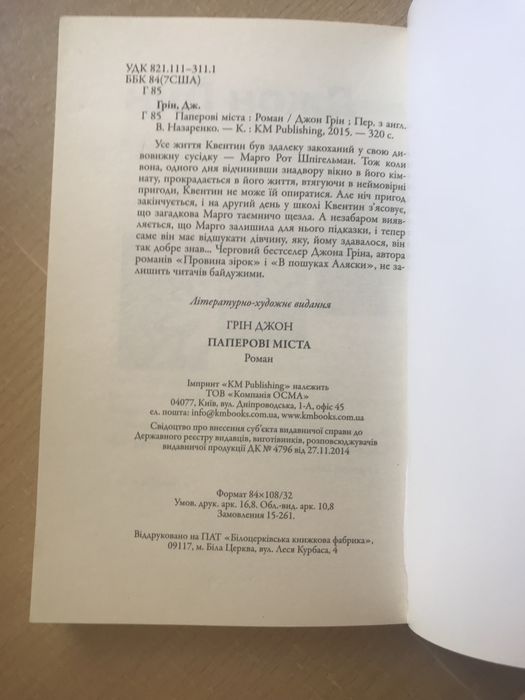 УДК 821.111–311.1
ББК 84(7США)
Г 85
Грін, Дж.
Г 85 Паперові міста : Роман / Джон Грін ; Пер. з англ.
В. Назаренко. — К. : KM Publishing, 2015. — 320 с.
Усе життя Квентин був здалеку закоханий у свою ди-
вовижну сусідку — Марго Рот Шпігельман. Тож коли
вона, одного дня відчинивши знадвору вікно в його кім-
нату, прокрадається в його життя, втягуючи в неймовірні
пригоди, Квентин не може їй опиратися. Але ніч пригод
закінчується, і на другий день у школі Квентин з’ясовує,
що загадкова Марго таємничо щезла. А незабаром вияв-
ляється, що Марго залишила для нього підказки, і тепер
саме він має відшукати дівчину, яку, йому здавалося, він
так добре знав... Черговий бестселер Джона Гріна, автора
романів «Провина зірок» і «В пошуках Аляски», не за-
лишить читачів байдужими.
Літературно-художнє видання
ГРІН ДЖОН
ПАПЕРОВІ МІСТА
Роман
Імпринт «KM Publishing» належить
ТОВ «Компанія ОСМА»
04077, Київ, вул. Дніпроводська, 1-А, офіс 45
ел. пошта: info@kmbooks.com.ua, www.kmbooks.com.ua
Свідоцтво про внесення суб’єкта видавничої справи до
Державного реєстру видавців, виготівників, розповсюджувачів
видавничої продукції ДК № 4796 від 27.11.2014
Формат 84×108/32
Умов. друк. арк. 16,8. Обл.-вид. арк. 10,8
Замовлення 15-261.
Віддруковано на ПАТ «Білоцерківська книжкова фабрика»,
09117, м. Біла Церква, вул. Леся Курбаса, 4